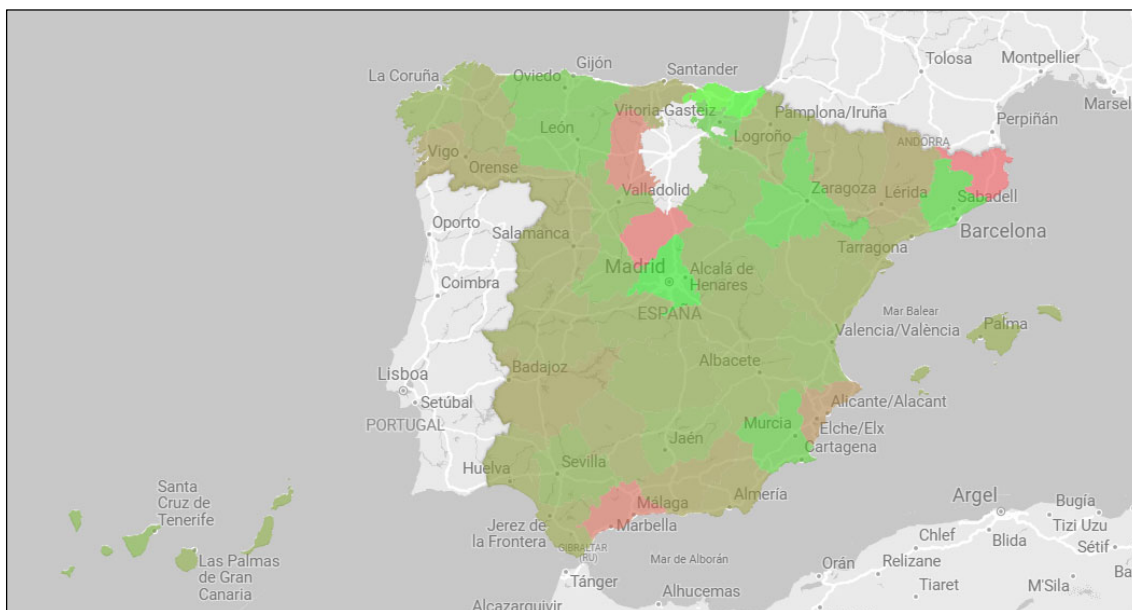 Tolosa
Montpellier
Marsel
Perpiñán
ANDORRA
Gijón
Santander
La Coruña
Oviedo
Vitoria-Gasteiz
Pamplona/Iruña
León
Logroño
Vigo
Orense
Valladolid
Zaragoza
Lérida
Sabadell
Barcelona
Tarragona
Oporto
Salamanca
Madrid
Alcalá de
Henares
ESPAÑA
Coimbra
Mar Balear
Palma
Valencia/València
Albacete
Badajoz
Lisboa
Setúbal
PORTUGAL
Alicante/Alacant
Elche/Elx
Murcia
Cartagena
Jaén
Sevilla
Huelva
Málaga
Marbella
Almería
Jerez de
la Frontera
GIBRALTAR
(RU)
Mar de Alborán
Santa
Cruz de
Tenerife
Las Palmas
de Gran
Canaria
Tánger
Alhucemas
Alcazarquivir
Argel
Bugía
Tizi Uzu
Chlef
Blida
Sétif
Orán
Relizane
Tiaret
M'Sila
Ba